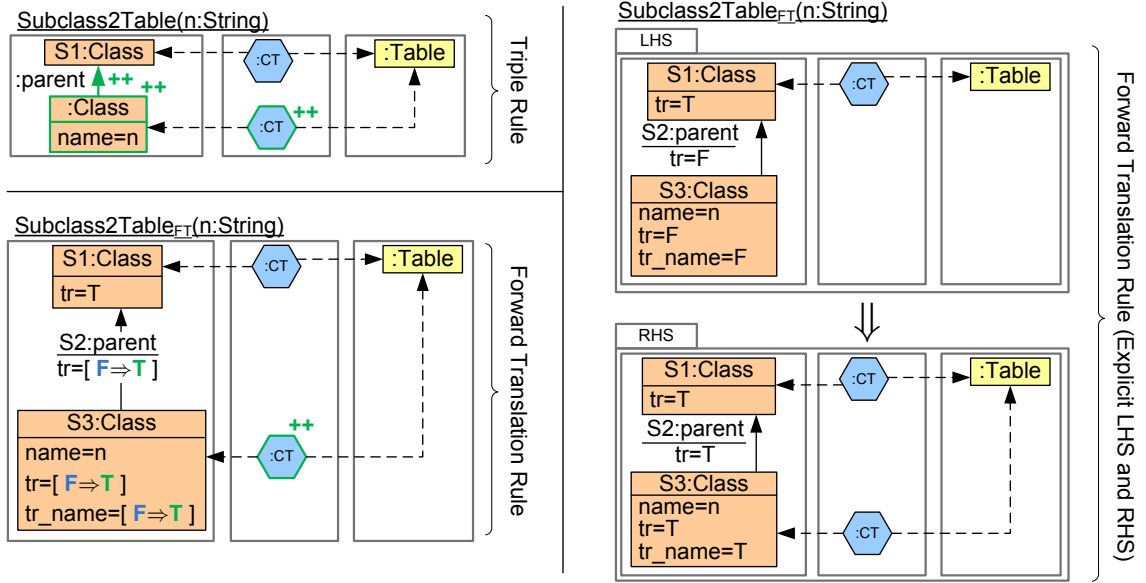 Subclass2Table(n:String)
S1:Class
:CT
:Table
:parent
++
++
:Class
name=n
:CT
++
Triple Rule
Subclass2TableFT(n:String)
S1:Class
tr=T
:CT
:Table
S2:parent
tr=[ F⇒T ]
S3:Class
name=n
tr=[ F⇒T ]
tr_name=[ F⇒T ]
:CT
++
Forward Translation Rule
Subclass2TableFT(n:String)
LHS
S1:Class
tr=T
:CT
:Table
S2:parent
tr=F
S3:Class
name=n
tr=F
tr_name=F
⇓
RHS
S1:Class
tr=T
:CT
:Table
S2:parent
tr=T
S3:Class
name=n
tr=T
tr_name=T
:CT
Forward Translation Rule (Explicit LHS and RHS)